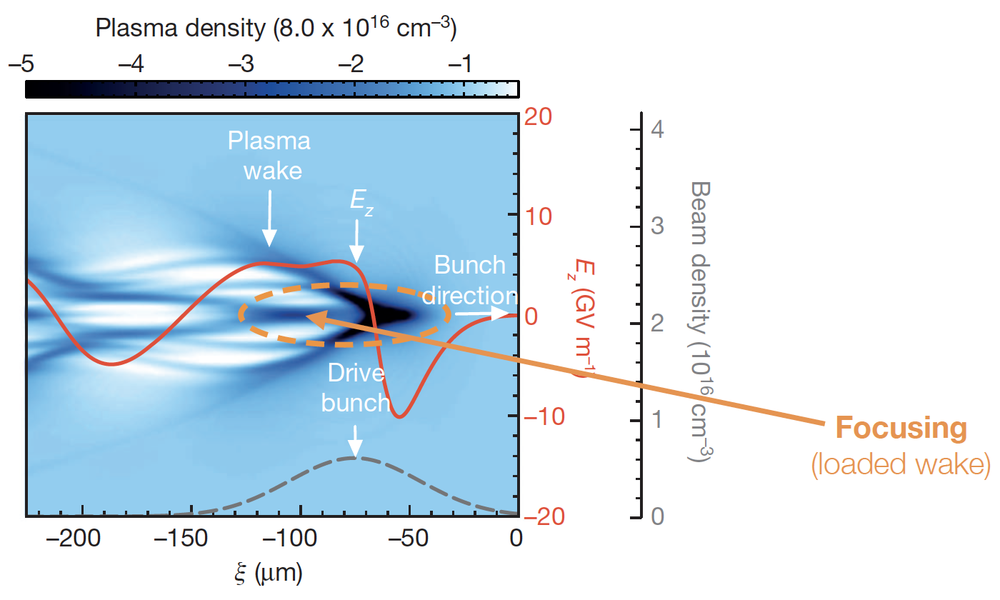 Plasma density (8.0 x 10¹⁶ cm⁻³)
–5 –4 –3 –2 –1
Plasma
wake
E_z
Bunch
direction
Drive
bunch
20
10
0
–10
–20
E_z (GV m⁻¹)
4
3
2
1
0
Beam density (10¹⁶ cm⁻³)
Focusing
(loaded wake)
–200 –150 –100 –50 0
ξ (μm)